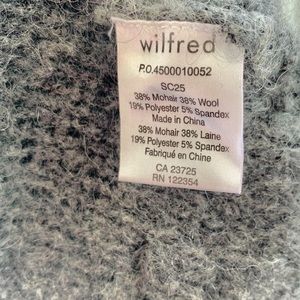 wilfred
P.O.4500010052
SC25
38% Mohair 38% Wool
19% Polyester 5% Spandex
Made in China
38% Mohair 38% Laine
19% Polyester 5% Spandex
Fabriqué en Chine
CA 23725
RN 122354